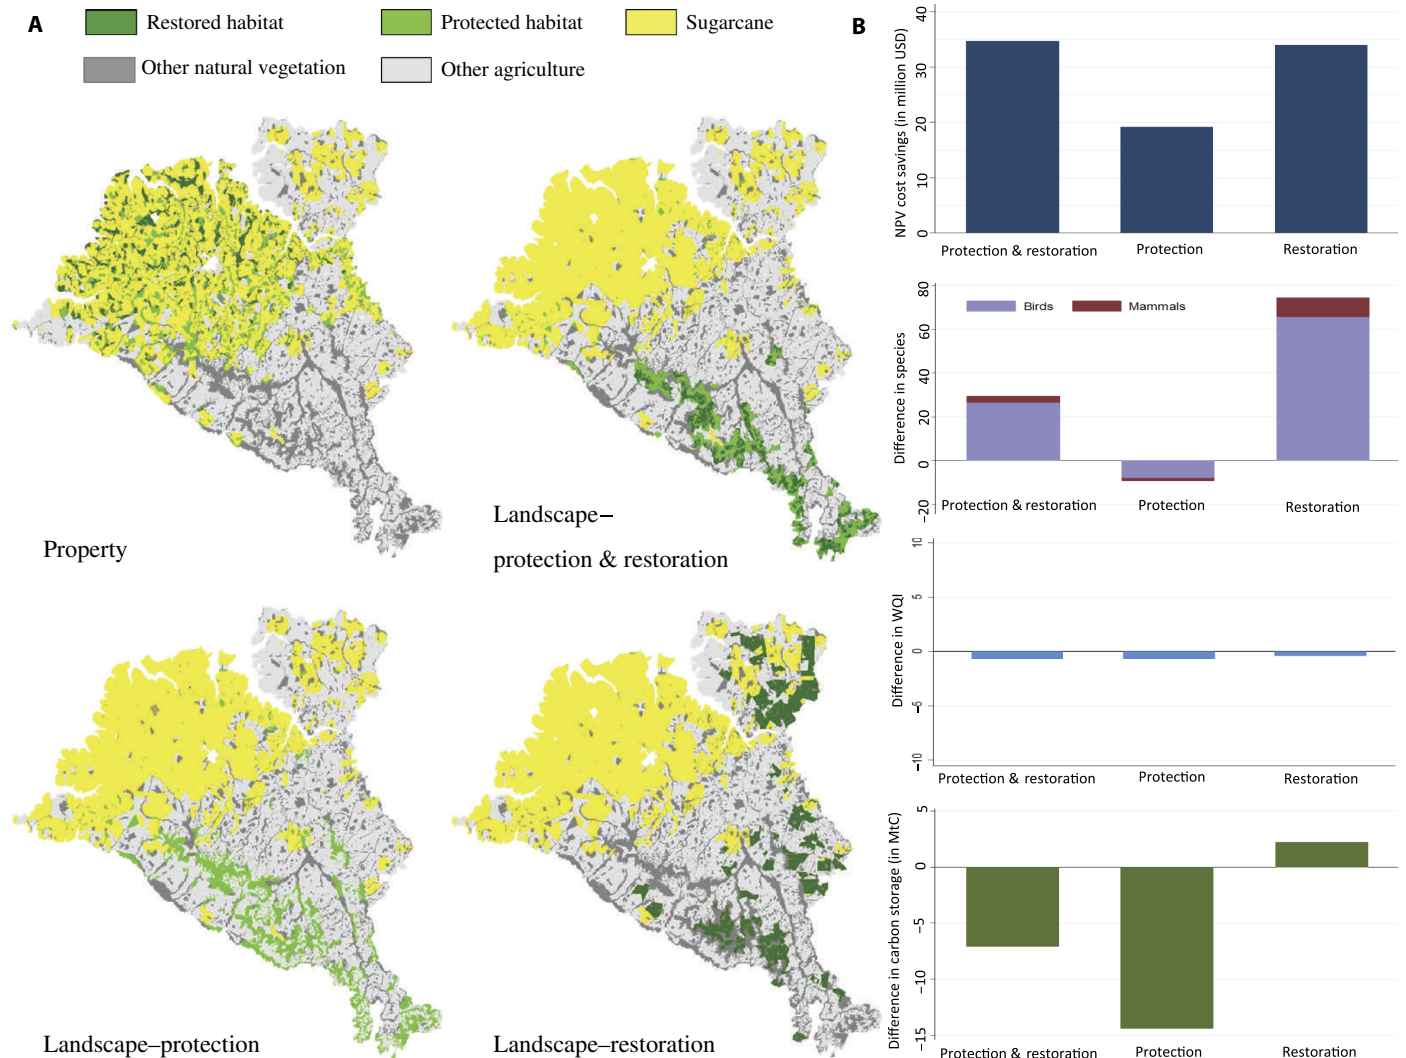 A
Restored habitat
Protected habitat
Sugarcane
Other natural vegetation
Other agriculture
Property
Landscape–
protection & restoration
Landscape–protection
Landscape–restoration
B
NPV cost savings (in million USD)
40
30
20
10
0
Protection & restoration
Protection
Restoration
Difference in species
80
60
40
20
0
−20
Birds
Mammals
Protection & restoration
Protection
Restoration
Difference in WQI
10
5
0
−5
−10
Protection & restoration
Protection
Restoration
Difference in carbon storage (in MtC)
5
0
−5
−10
−15
Protection & restoration
Protection
Restoration